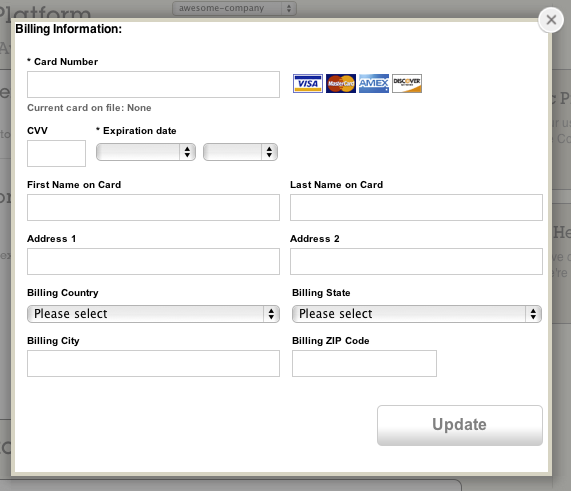 Platform
awesome-company
Billing Information:
* Card Number
VISA MasterCard AMEX DISCOVER
Current card on file: None
CVV
* Expiration date
First Name on Card
Last Name on Card
Address 1
Address 2
Billing Country
Billing State
Please select
Please select
Billing City
Billing ZIP Code
Update